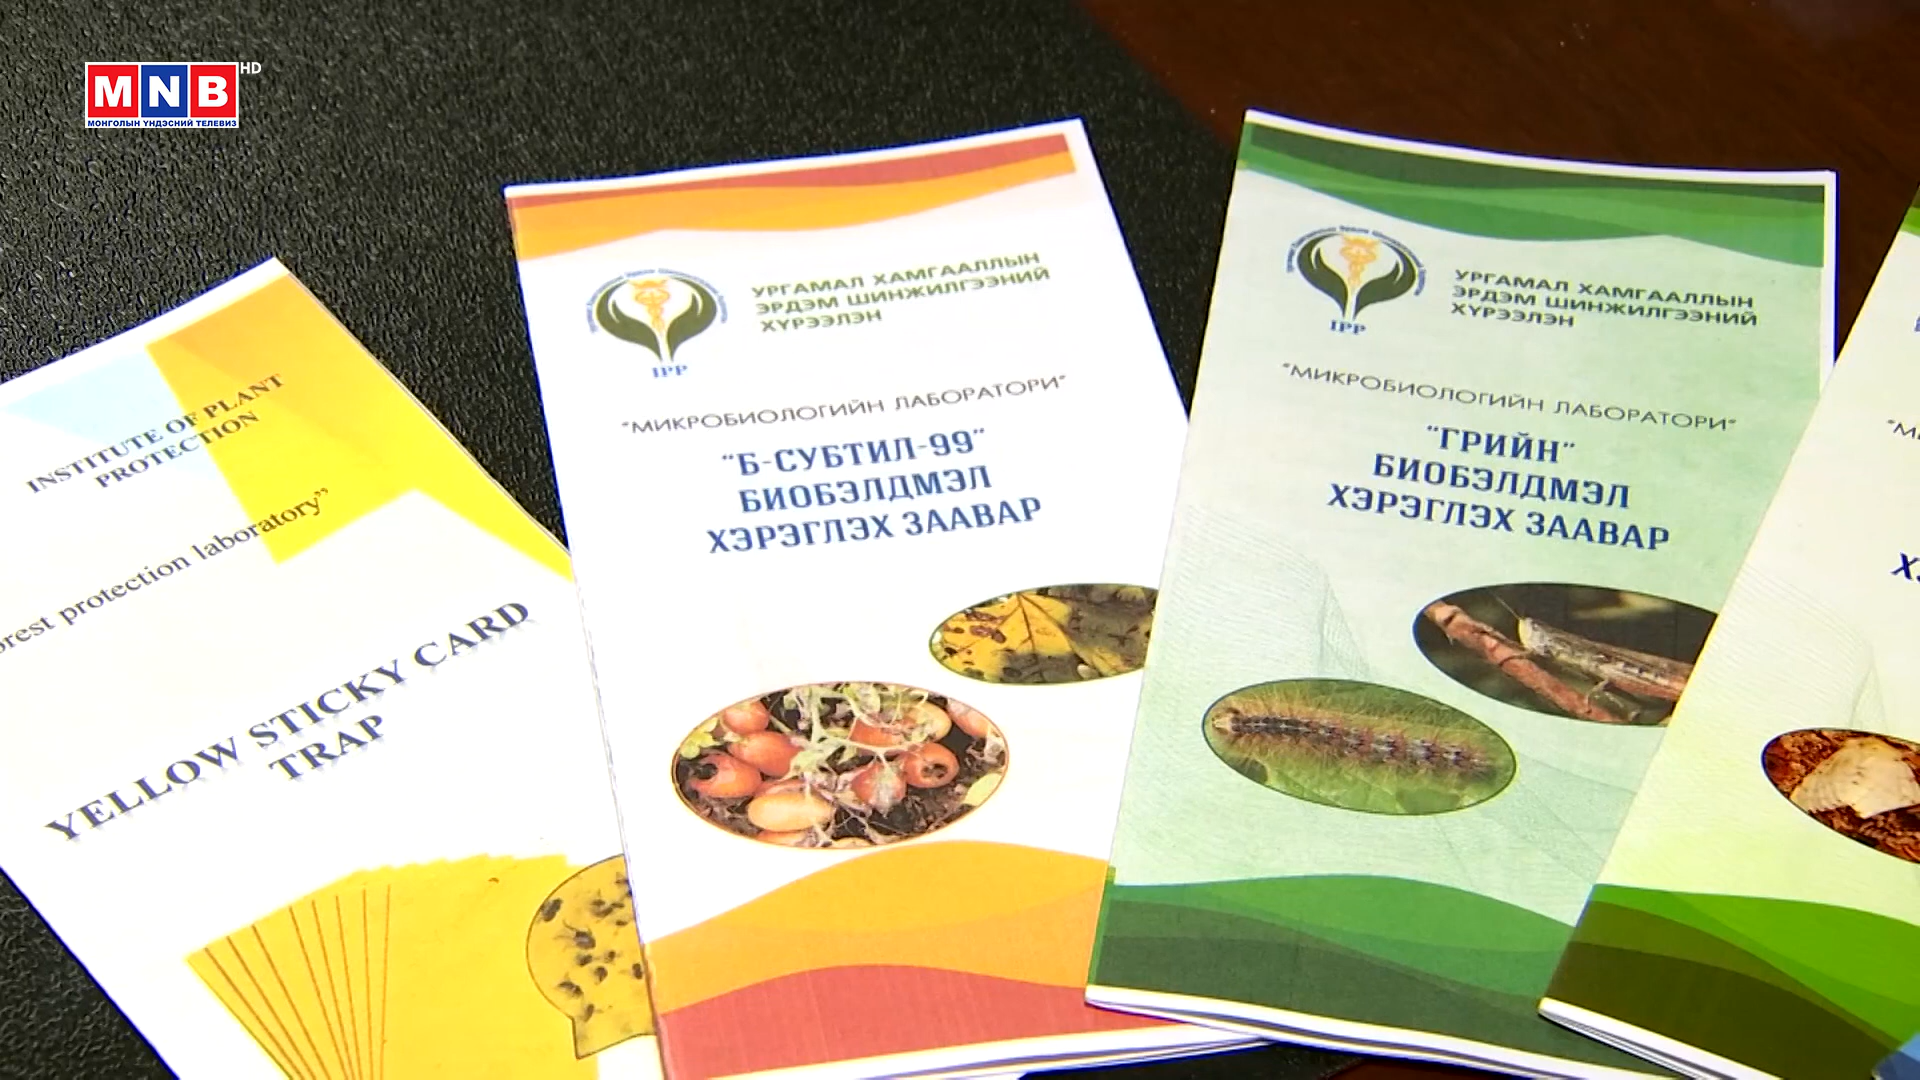 MNB HD
МОНГОЛЫН ҮНДЭСНИЙ ТЕЛЕВИЗ
INSTITUTE OF PLANT
PROTECTION
protection laboratory”
YELLOW STICKY CARD
TRAP
УРГАМАЛ ХАМГААЛЛЫН
ЭРДЭМ ШИНЖИЛГЭЭНИЙ
ХҮРЭЭЛЭН
IPP
“МИКРОБИОЛОГИЙН ЛАБОРАТОРИ”
“Б-СУБТИЛ-99”
БИОБЭЛДМЭЛ
ХЭРЭГЛЭХ ЗААВАР
УРГАМАЛ ХАМГААЛЛЫН
ЭРДЭМ ШИНЖИЛГЭЭНИЙ
ХҮРЭЭЛЭН
IPP
“МИКРОБИОЛОГИЙН ЛАБОРАТОРИ”
“ГРИЙН”
БИОБЭЛДМЭЛ
ХЭРЭГЛЭХ ЗААВАР